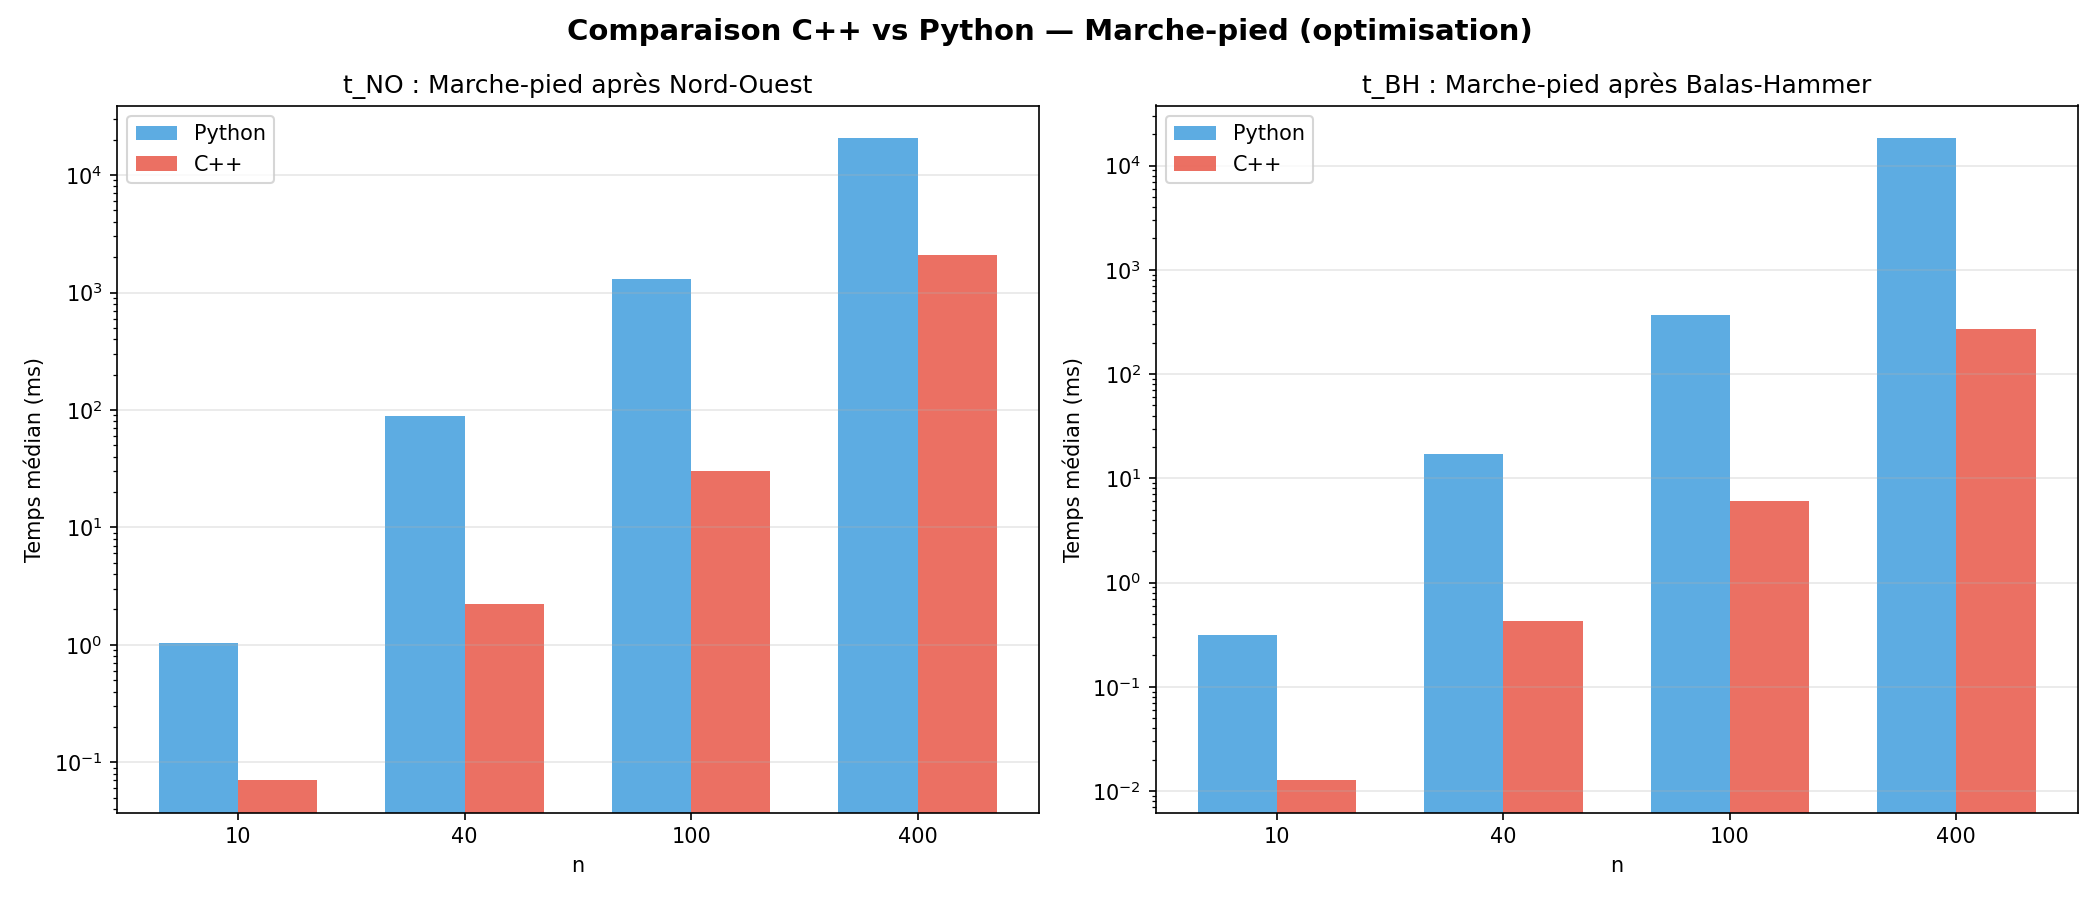 Comparaison C++ vs Python — Marche-pied (optimisation)
t_NO : Marche-pied après Nord-Ouest
Python
C++
10⁴
10³
10²
10¹
10⁰
10⁻¹
Temps médian (ms)
10
40
100
400
n
t_BH : Marche-pied après Balas-Hammer
Python
C++
10⁴
10³
10²
10¹
10⁰
10⁻¹
10⁻²
Temps médian (ms)
10
40
100
400
n